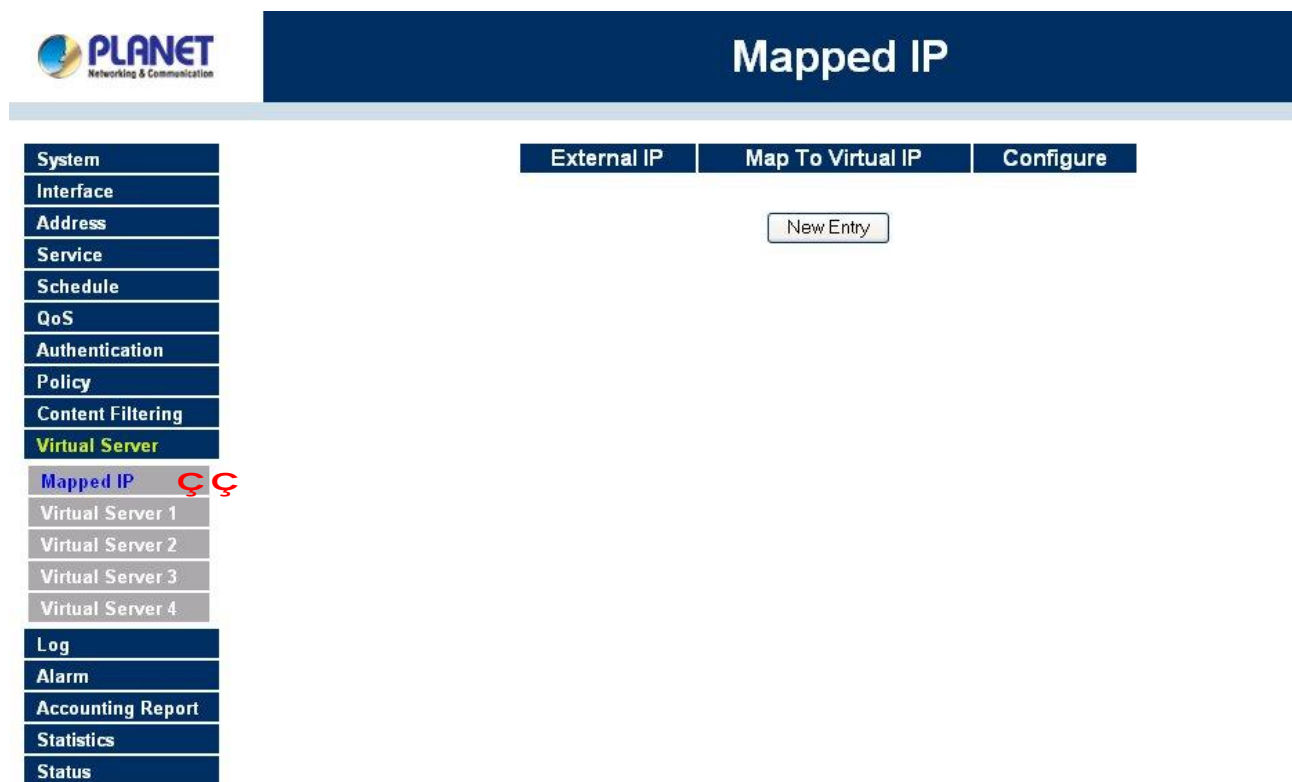 PLANET
Networking & Communication
Mapped IP
External IP Map To Virtual IP Configure
New Entry
System
Interface
Address
Service
Schedule
QoS
Authentication
Policy
Content Filtering
Virtual Server
Mapped IP ÇÇ
Virtual Server 1
Virtual Server 2
Virtual Server 3
Virtual Server 4
Log
Alarm
Accounting Report
Statistics
Status